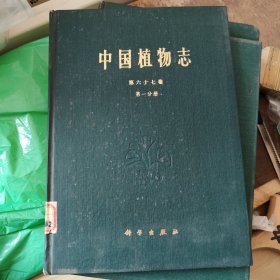 中国植物志
第六十七卷
第一分册
科学出版社